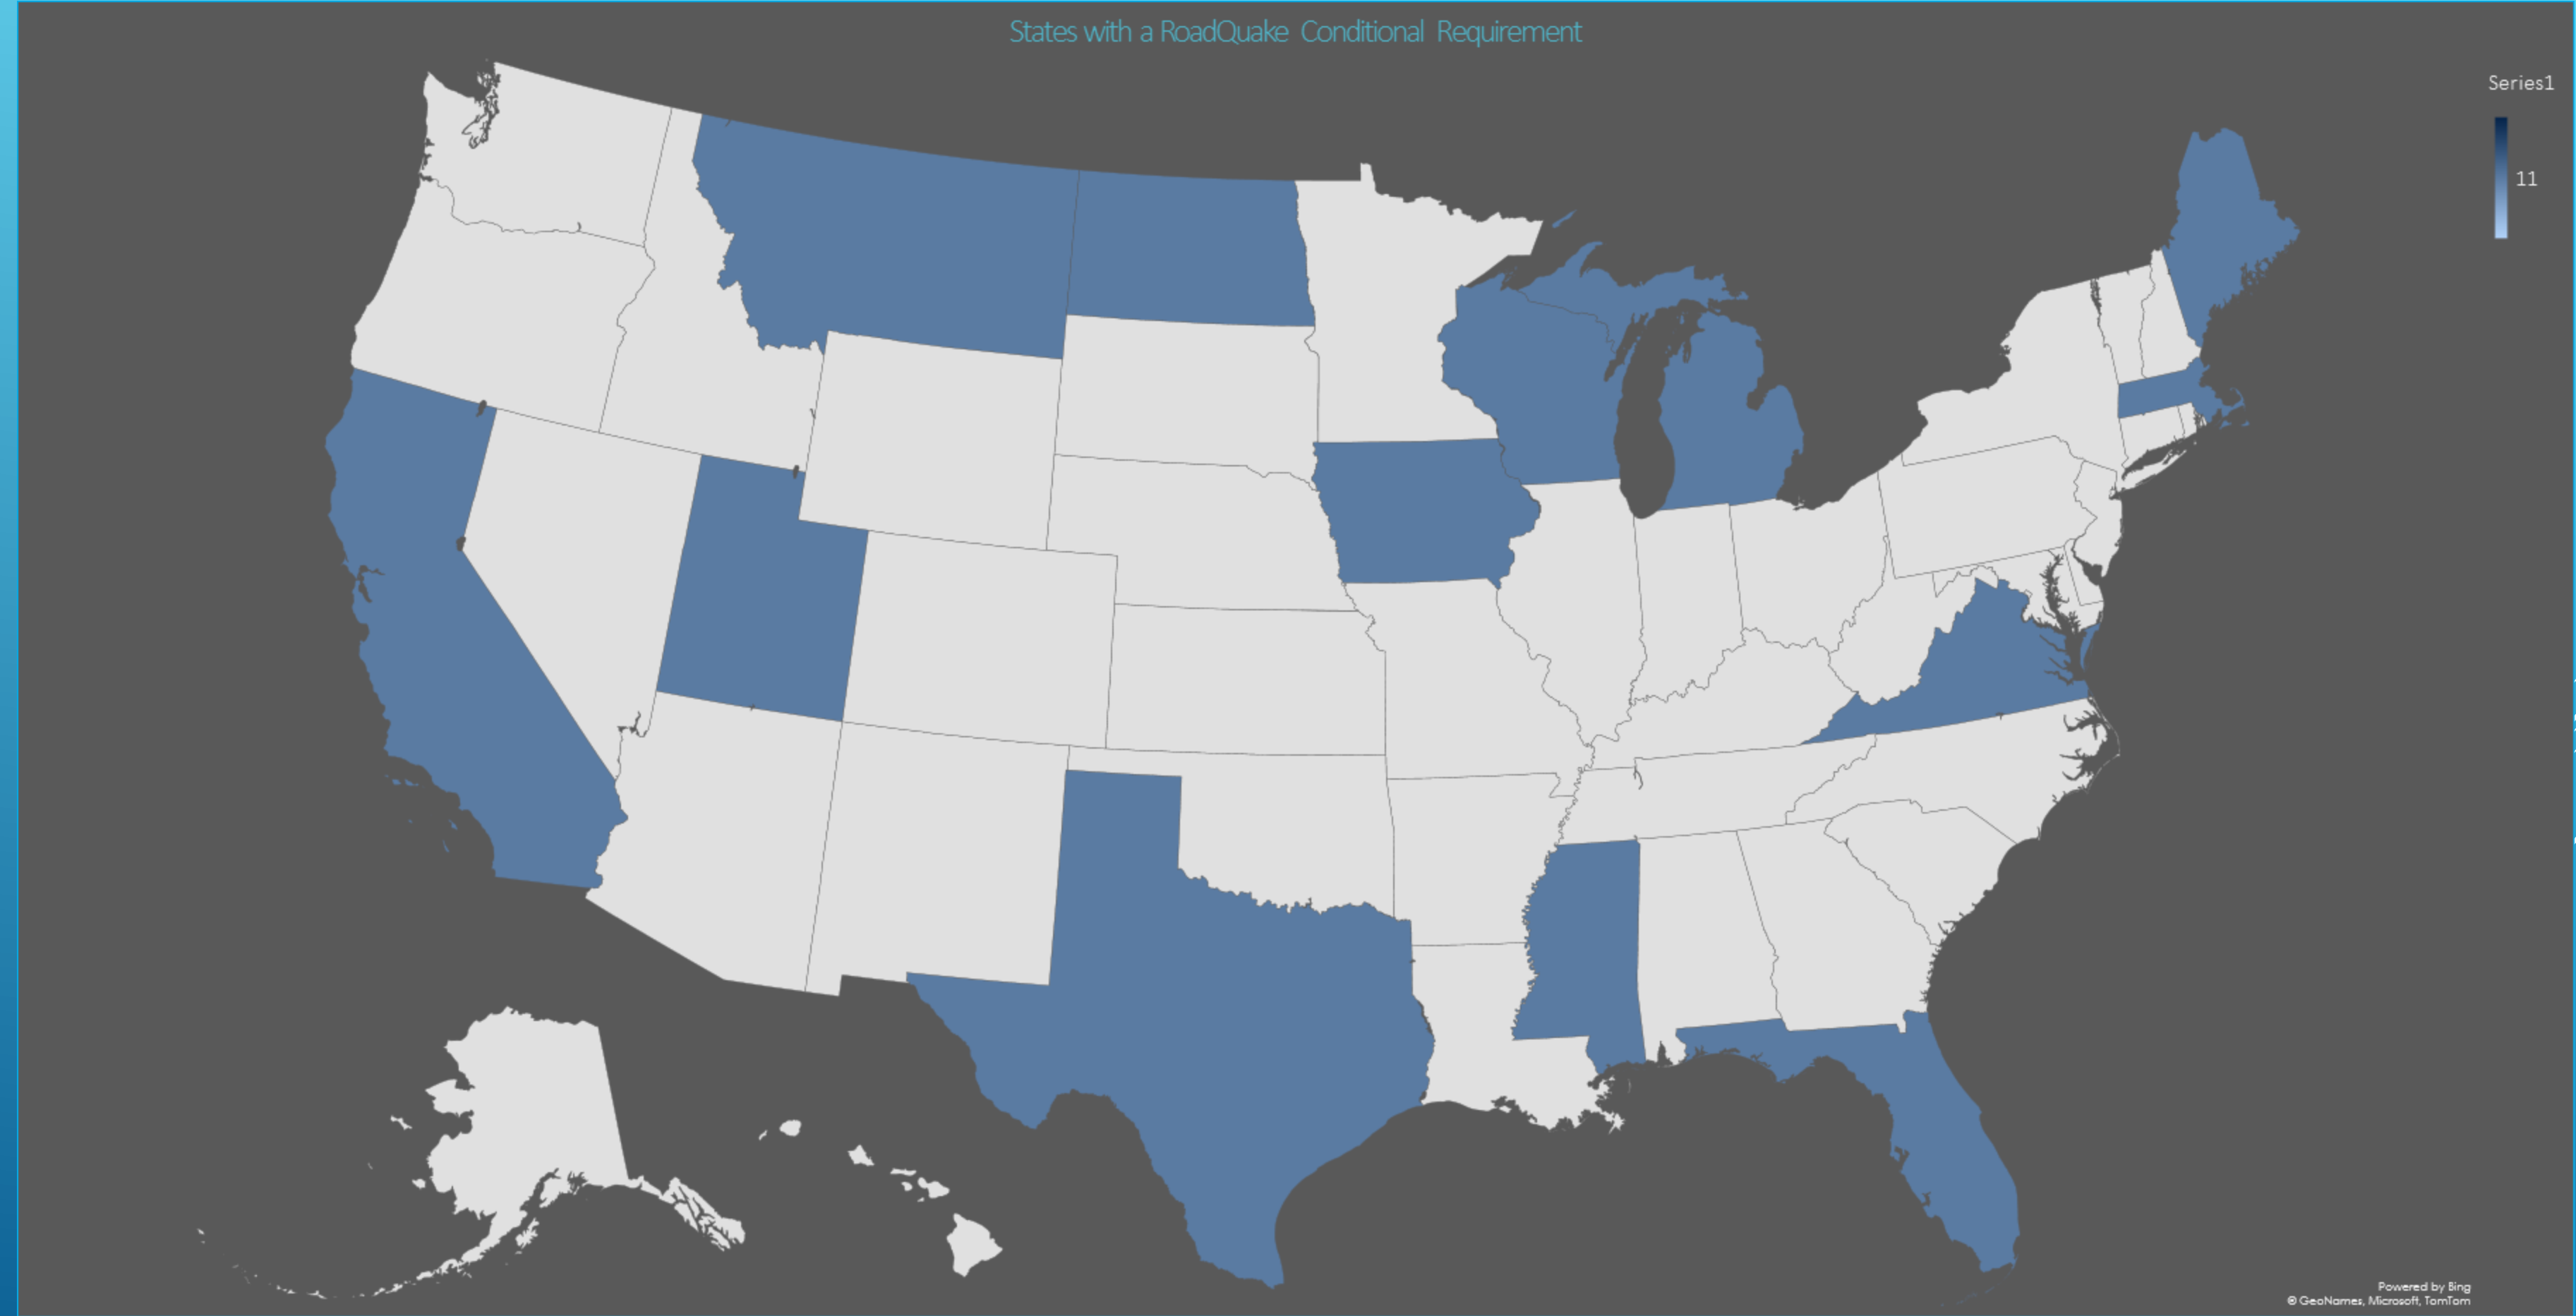 States with a RoadQuake Conditional Requirement
Series1
11
Powered by Bing
© GeoNames, Microsoft, TomTom